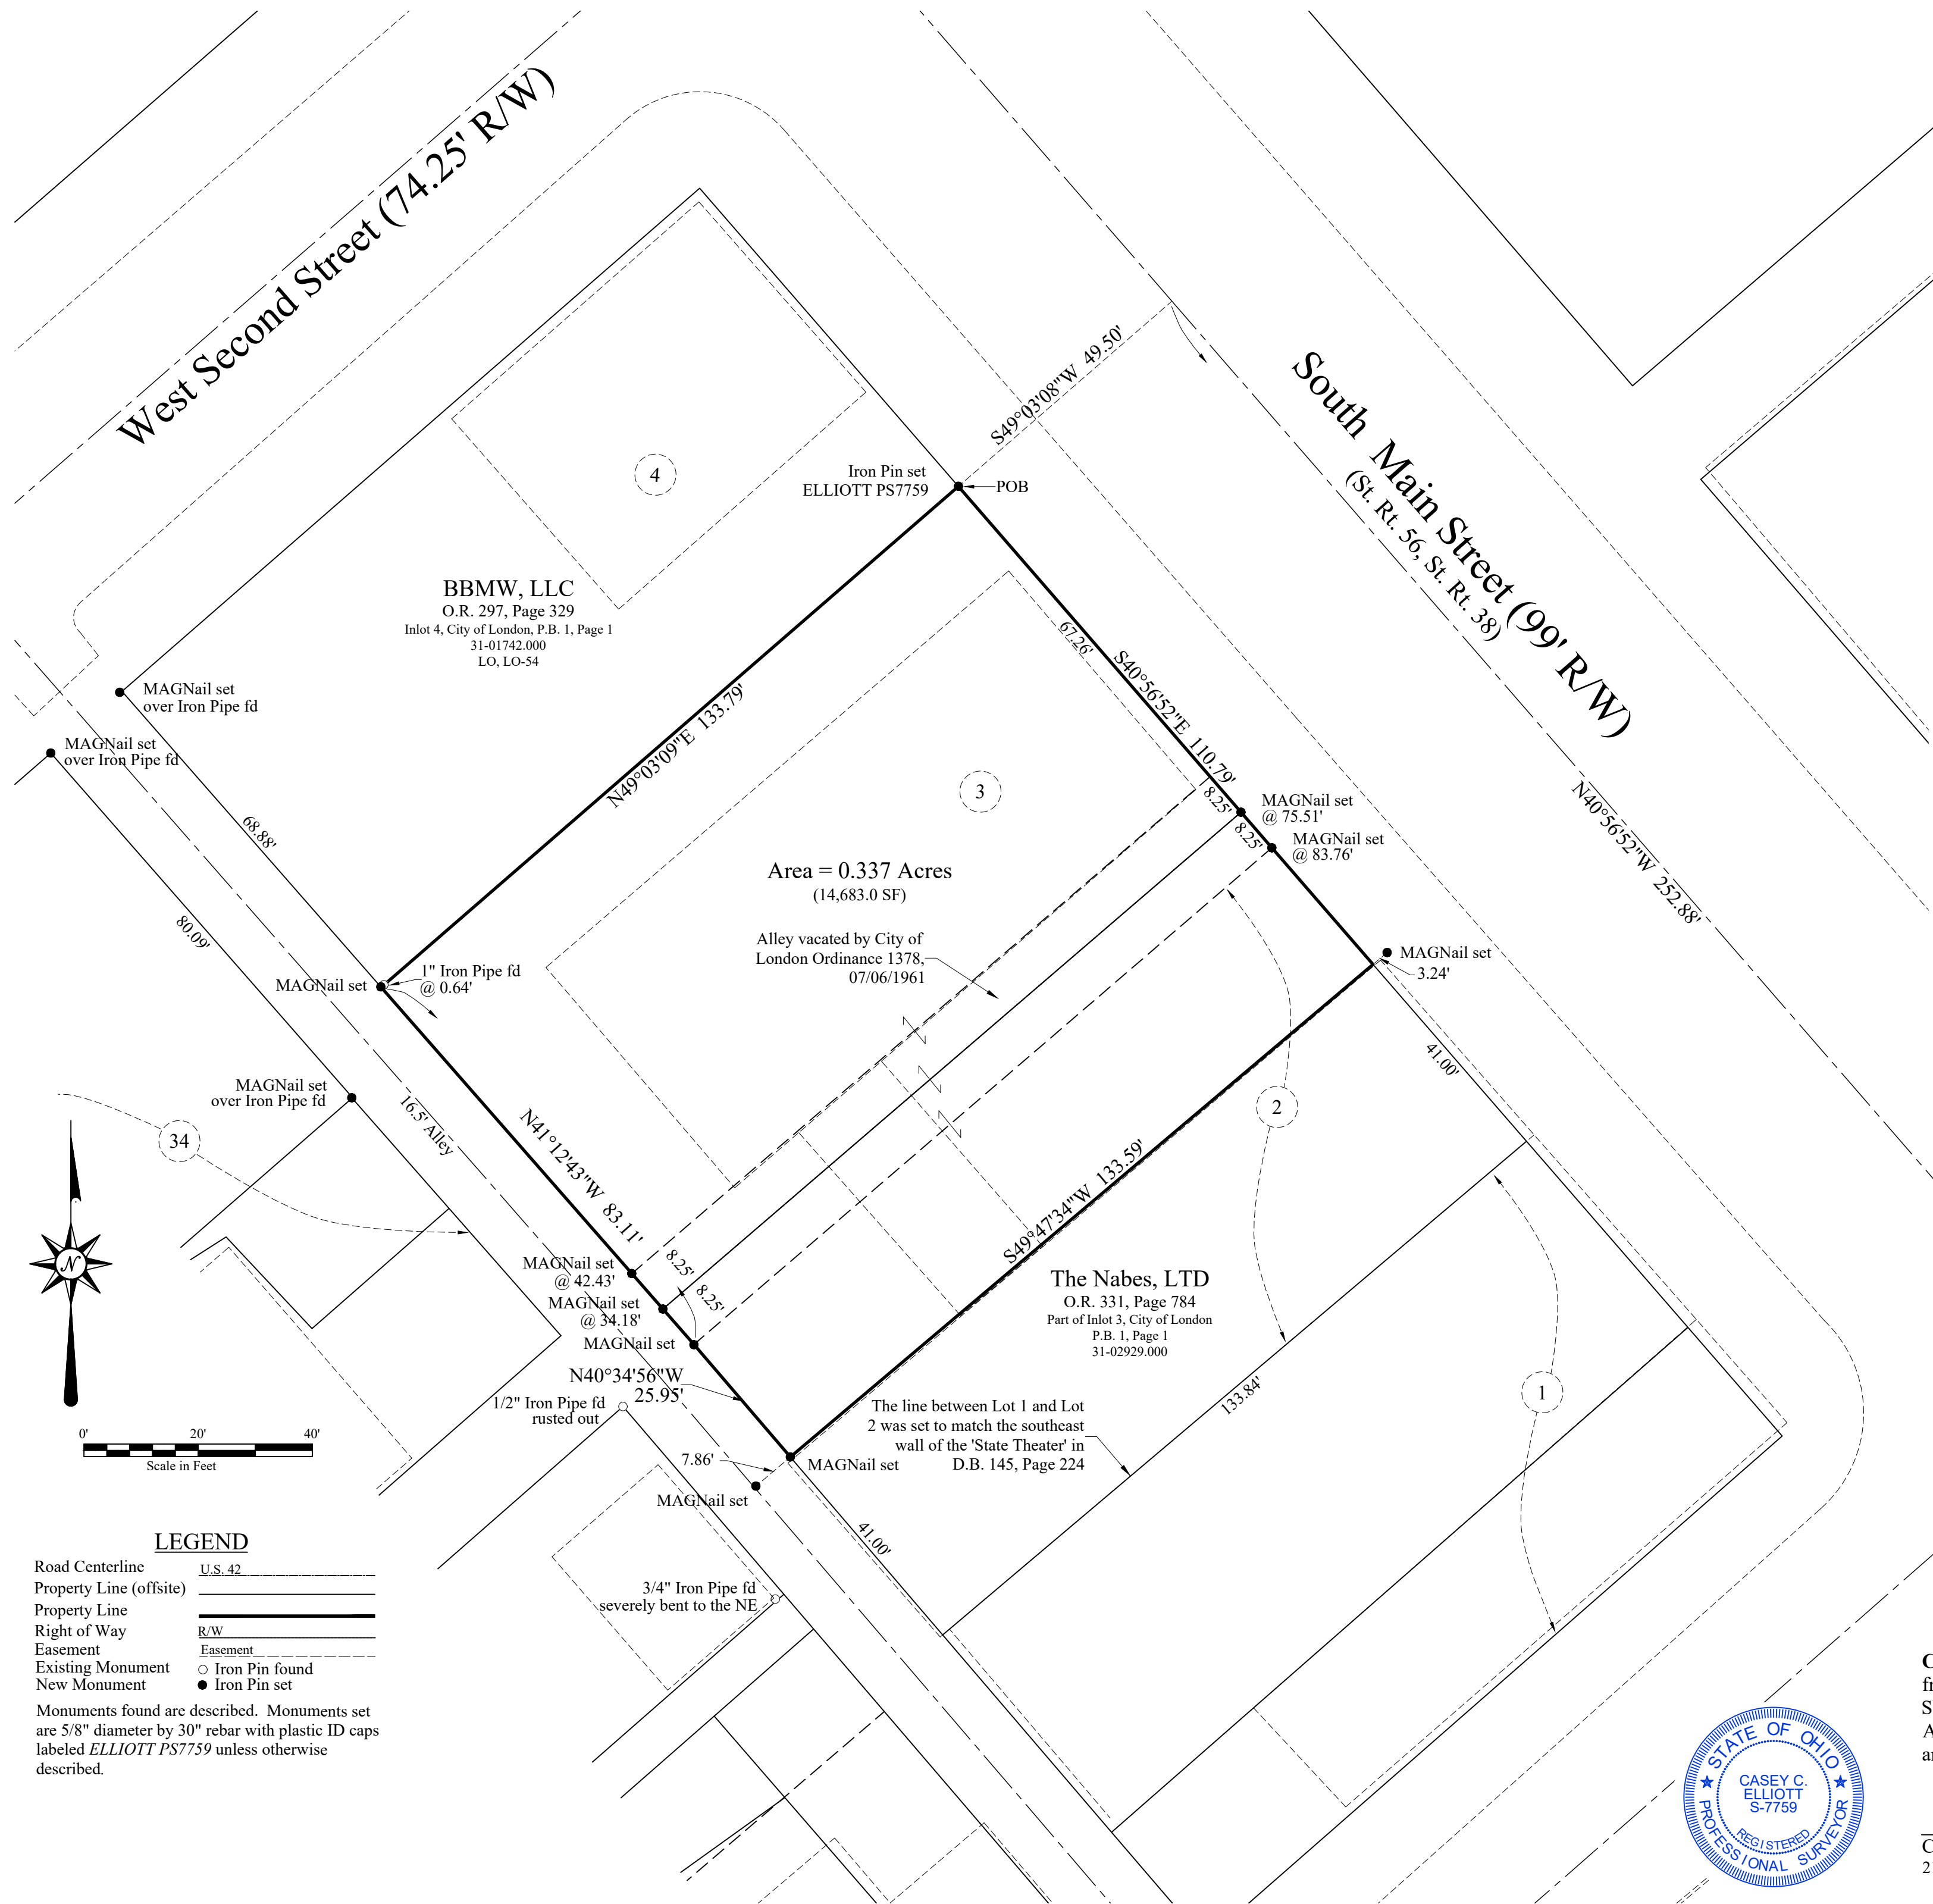 West Second Street (74.25' R/W)
South Main Street (99' R/W)
(St. Rt. 56, St. Rt. 38)
S49°03'08"W 49.50'
4
Iron Pin set
ELLIOTT PS7759
POB
BBMW, LLC
O.R. 297, Page 329
Inlot 4, City of London, P.B. 1, Page 1
31-01742.000
LO, LO-54
67.26'
S40°56'52"E 110.79'
N49°03'09"E 133.79'
MAGNail set
over Iron Pipe fd
MAGNail set
over Iron Pipe fd
3
8.25'
8.25'
MAGNail set
@ 75.51'
MAGNail set
@ 83.76'
N40°56'52"W 252.88'
68.88'
80.09'
Area = 0.337 Acres
(14,683.0 SF)
Alley vacated by City of
London Ordinance 1378,
07/06/1961
MAGNail set
3.24'
MAGNail set
1" Iron Pipe fd
@ 0.64'
41.00'
MAGNail set
over Iron Pipe fd
34
16.5' Alley
2
N41°12'43"W 83.11'
S49°47'34"W 133.59'
N
MAGNail set
@ 42.43'
8.25'
8.25'
MAGNail set
@ 34.18'
MAGNail set
The Nabes, LTD
O.R. 331, Page 784
Part of Inlot 3, City of London
P.B. 1, Page 1
31-02929.000
N40°34'56"W
25.95'
1/2" Iron Pipe fd
rusted out
1
133.84'
The line between Lot 1 and Lot
2 was set to match the southeast
wall of the 'State Theater' in
D.B. 145, Page 224
0' 20' 40'
Scale in Feet
7.86'
MAGNail set
MAGNail set
41.00'
3/4" Iron Pipe fd
severely bent to the NE
LEGEND
Road Centerline U.S. 42
Property Line (offsite)
Property Line
Right of Way R/W
Easement Easement
Existing Monument Iron Pin found
New Monument Iron Pin set
Monuments found are described. Monuments set
are 5/8" diameter by 30" rebar with plastic ID caps
labeled ELLIOTT PS7759 unless otherwise
described.
STATE OF OHIO
CASEY C.
ELLIOTT
S-7759
REGISTERED
PROFESSIONAL SURVEYOR